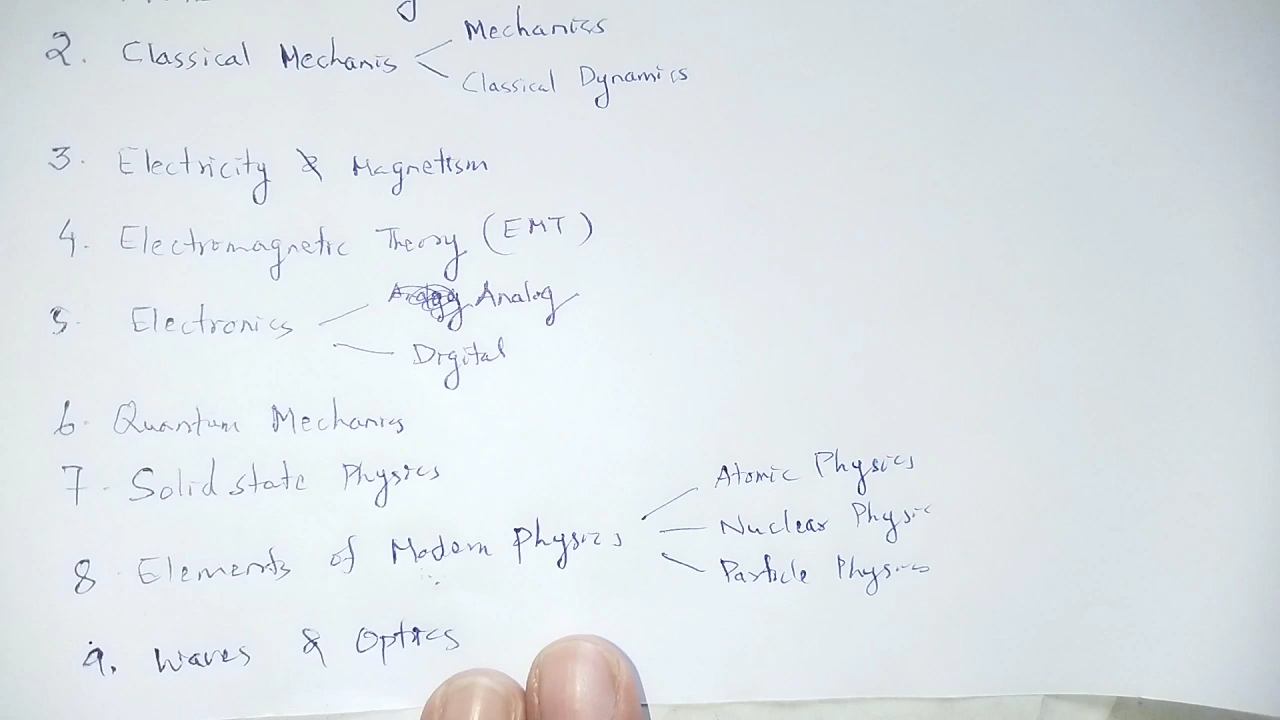 Mechanics
2. Classical Mechanis
Classical Dynamics
3. Electricity & Magnetism
4. Electromagnetic Theory (EMT)
Analog
5. Electronics
Digital
6. Quantum Mechanics
7. Solid state Physics
Atomic Physics
8. Elements of Modern Physics
Nuclear Physic
Particle Physics
9. Waves & Optics